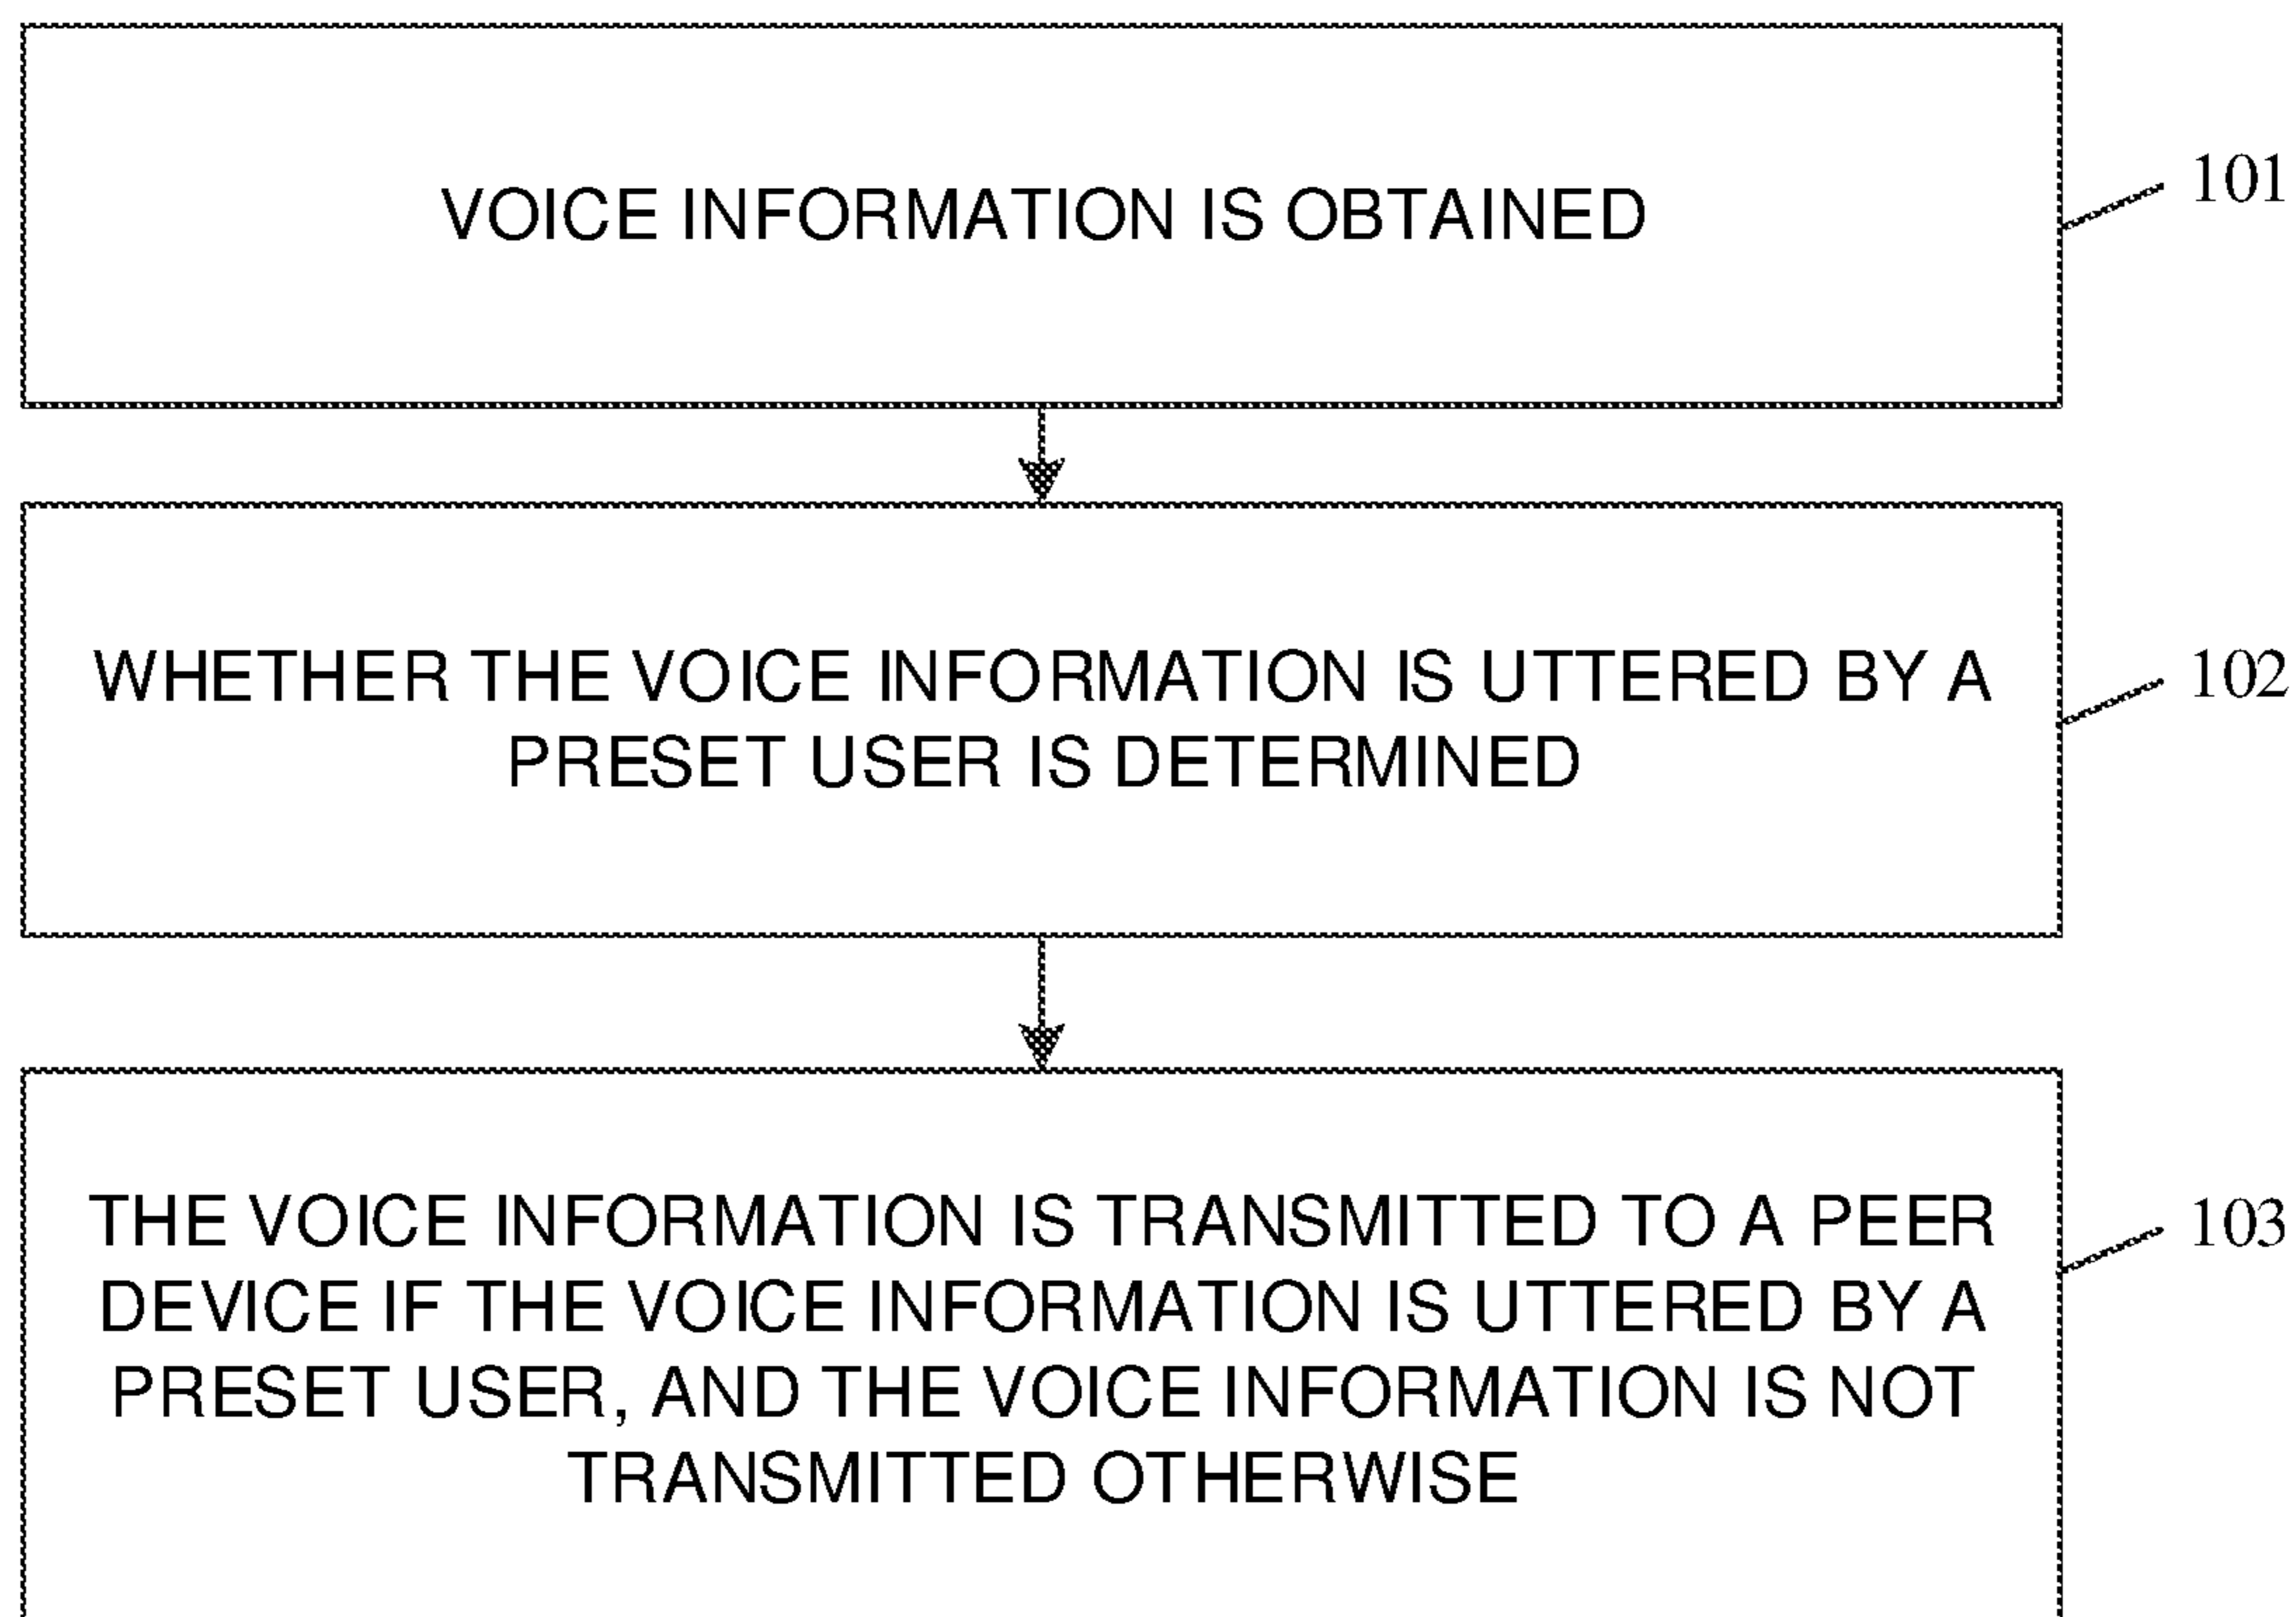 VOICE INFORMATION IS OBTAINED
101
WHETHER THE VOICE INFORMATION IS UTTERED BY A
PRESET USER IS DETERMINED
102
THE VOICE INFORMATION IS TRANSMITTED TO A PEER
DEVICE IF THE VOICE INFORMATION IS UTTERED BY A
PRESET USER, AND THE VOICE INFORMATION IS NOT
TRANSMITTED OTHERWISE
103